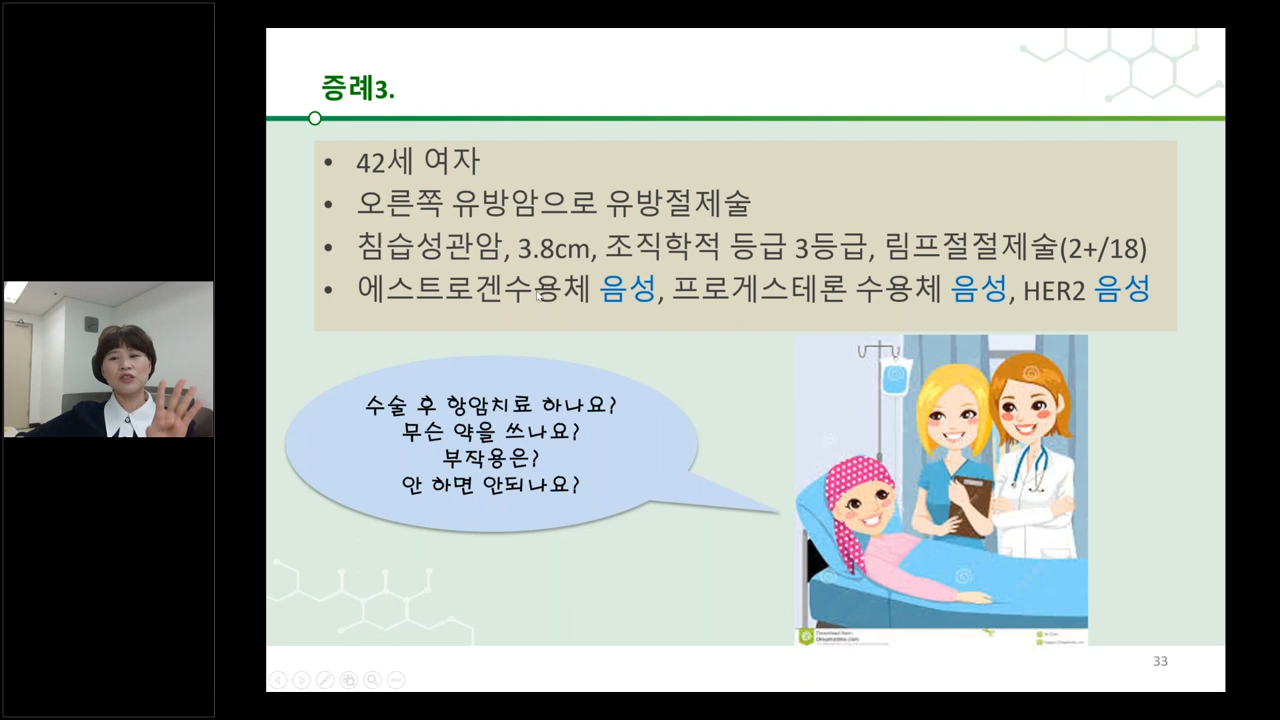 증례3.
• 42세 여자
• 오른쪽 유방암으로 유방절제술
• 침습성관암, 3.8cm, 조직학적 등급 3등급, 림프절절제술(2+/18)
• 에스트로겐수용체 음성, 프로게스테론 수용체 음성, HER2 음성
수술 후 항암치료 하나요?
무슨 약을 쓰나요?
부작용은?
안 하면 안되나요?
Download from
Dreamstime.com
33